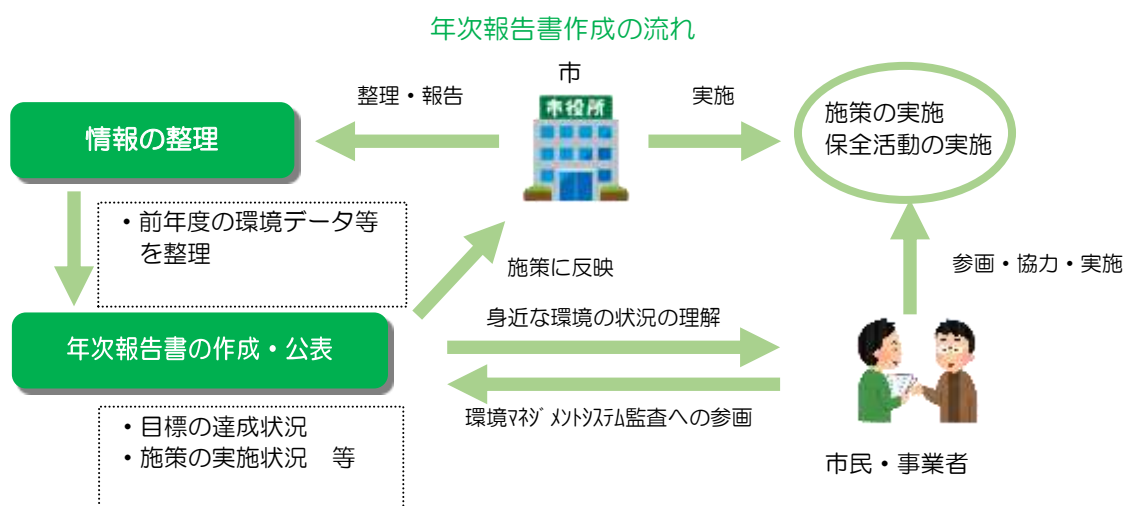 年次報告書作成の流れ
市
整理・報告
実施
市役所
情報の整理
施策の実施
保全活動の実施
・前年度の環境データ等
を整理
施策に反映
参画・協力・実施
身近な環境の状況の理解
年次報告書の作成・公表
環境ﾏﾈｼﾞﾒﾝﾄｼｽﾃﾑ監査への参画
・目標の達成状況
・施策の実施状況　等
市民・事業者